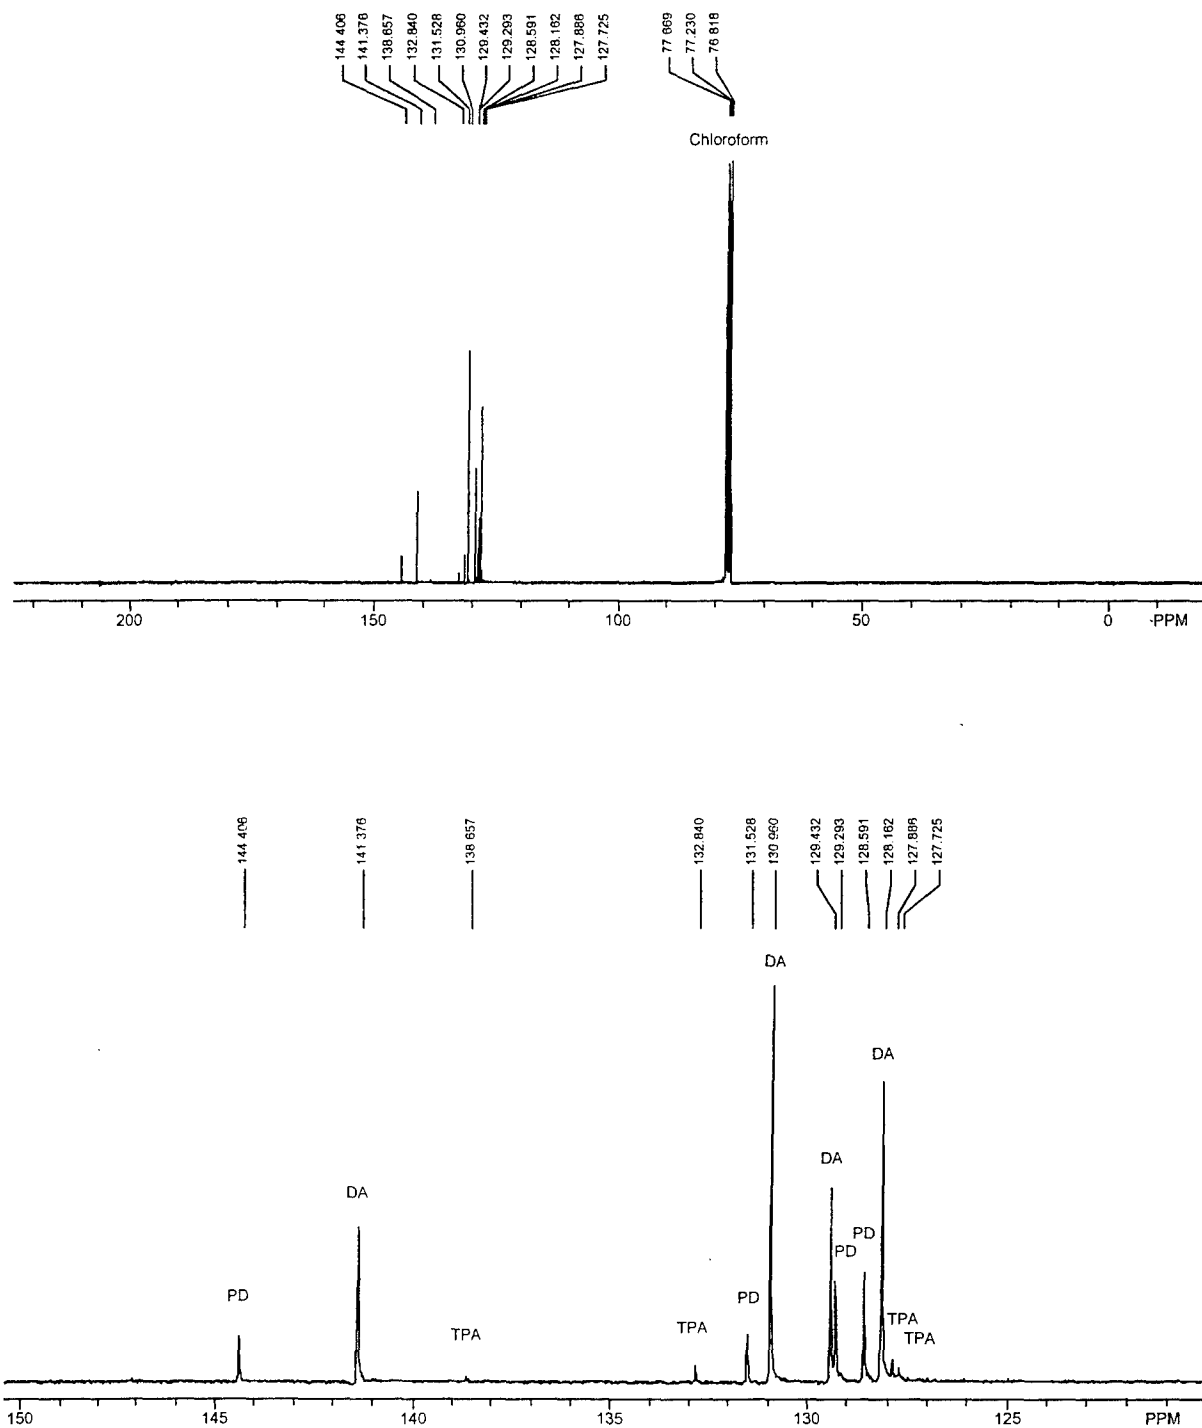 144 406
141.376
138.657
132.840
131.528
130.960
129.432
129.293
128.591
128.162
127.886
127.725
77 669
77.230
76 818
Chloroform
200 150 100 50 0 -PPM
144 406
141 376
138 657
132.840
131.528
130 960
129.432
129.293
128.591
128.162
127.886
127.725
DA
DA
DA
DA
PD
PD
PD
PD
TPA
TPA
TPA
TPA
150 145 140 135 130 125 PPM